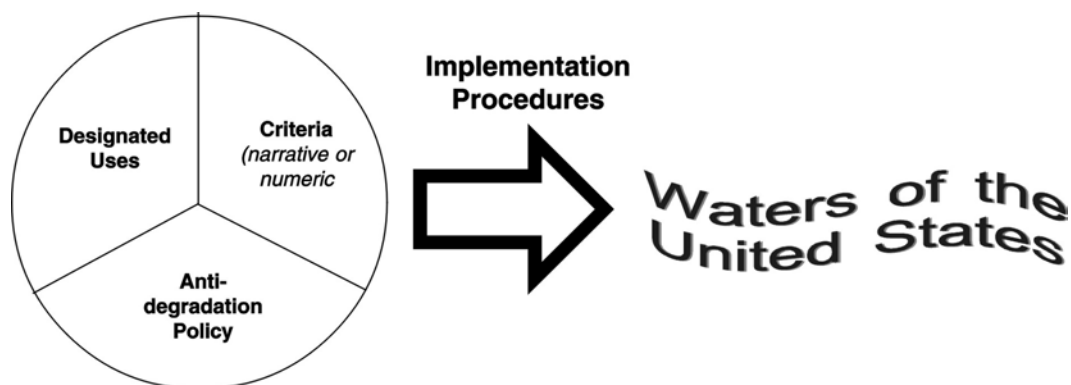 Designated
Uses
Criteria
(narrative or
numeric
Anti-
degradation
Policy
Implementation
Procedures
Waters of the
United States